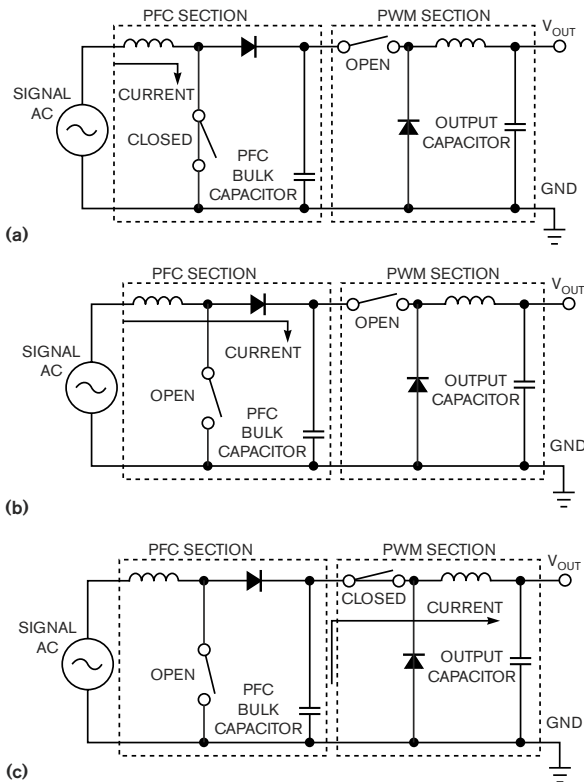 PFC SECTION
PWM SECTION
VOUT
OPEN
SIGNAL
AC
CURRENT
CLOSED
PFC
BULK
CAPACITOR
OUTPUT
CAPACITOR
GND
(a)
PFC SECTION
PWM SECTION
VOUT
OPEN
SIGNAL
AC
CURRENT
OPEN
PFC
BULK
CAPACITOR
OUTPUT
CAPACITOR
GND
(b)
PFC SECTION
PWM SECTION
VOUT
CLOSED
SIGNAL
AC
CURRENT
OPEN
PFC
BULK
CAPACITOR
OUTPUT
CAPACITOR
GND
(c)